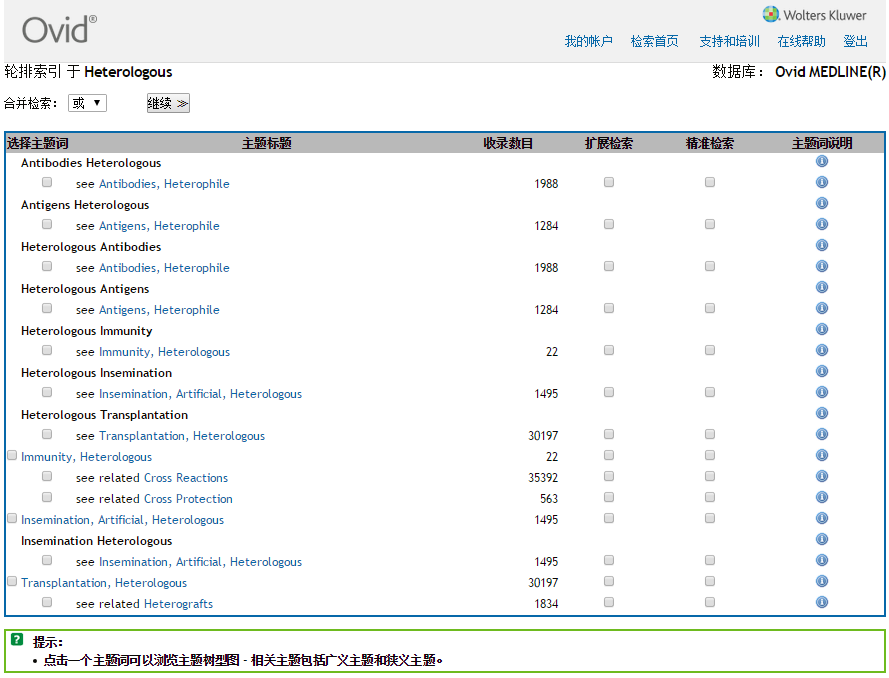 Ovid®
Wolters Kluwer
我的帐户 检索首页 支持和培训 在线帮助 登出
轮排索引 于 Heterologous 数据库： Ovid MEDLINE(R)
合并检索： 或 ▼ 继续 ≫
选择主题词 主题标题 收录数目 扩展检索 精准检索 主题词说明
Antibodies Heterologous
see Antibodies, Heterophile 1988
Antigens Heterologous
see Antigens, Heterophile 1284
Heterologous Antibodies
see Antibodies, Heterophile 1988
Heterologous Antigens
see Antigens, Heterophile 1284
Heterologous Immunity
see Immunity, Heterologous 22
Heterologous Insemination
see Insemination, Artificial, Heterologous 1495
Heterologous Transplantation
see Transplantation, Heterologous 30197
Immunity, Heterologous 22
see related Cross Reactions 35392
see related Cross Protection 563
Insemination, Artificial, Heterologous 1495
Insemination Heterologous
see Insemination, Artificial, Heterologous 1495
Transplantation, Heterologous 30197
see related Heterografts 1834
? 提示:
• 点击一个主题词可以浏览主题树型图 - 相关主题包括广义主题和狭义主题。